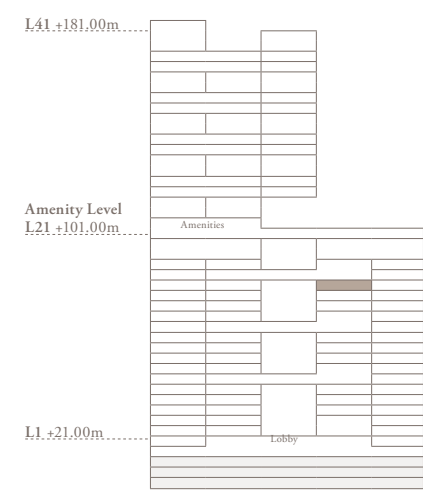 L41 +181.00m
Amenity Level
L21 +101.00m
Amenities
L1 +21.00m
Lobby